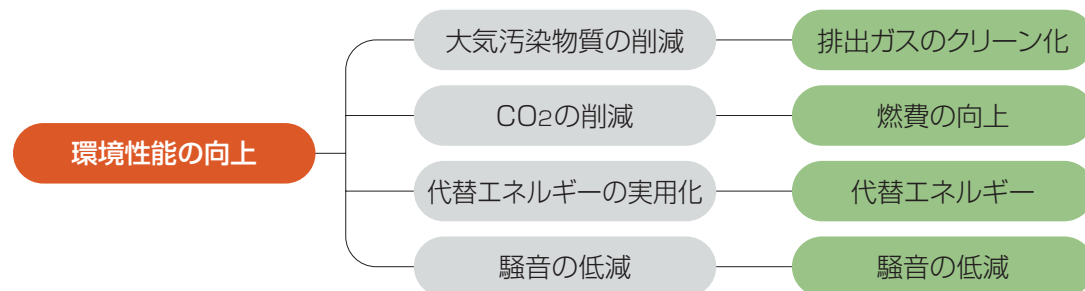 環境性能の向上
大気汚染物質の削減
排出ガスのクリーン化
CO2の削減
燃費の向上
代替エネルギーの実用化
代替エネルギー
騒音の低減
騒音の低減